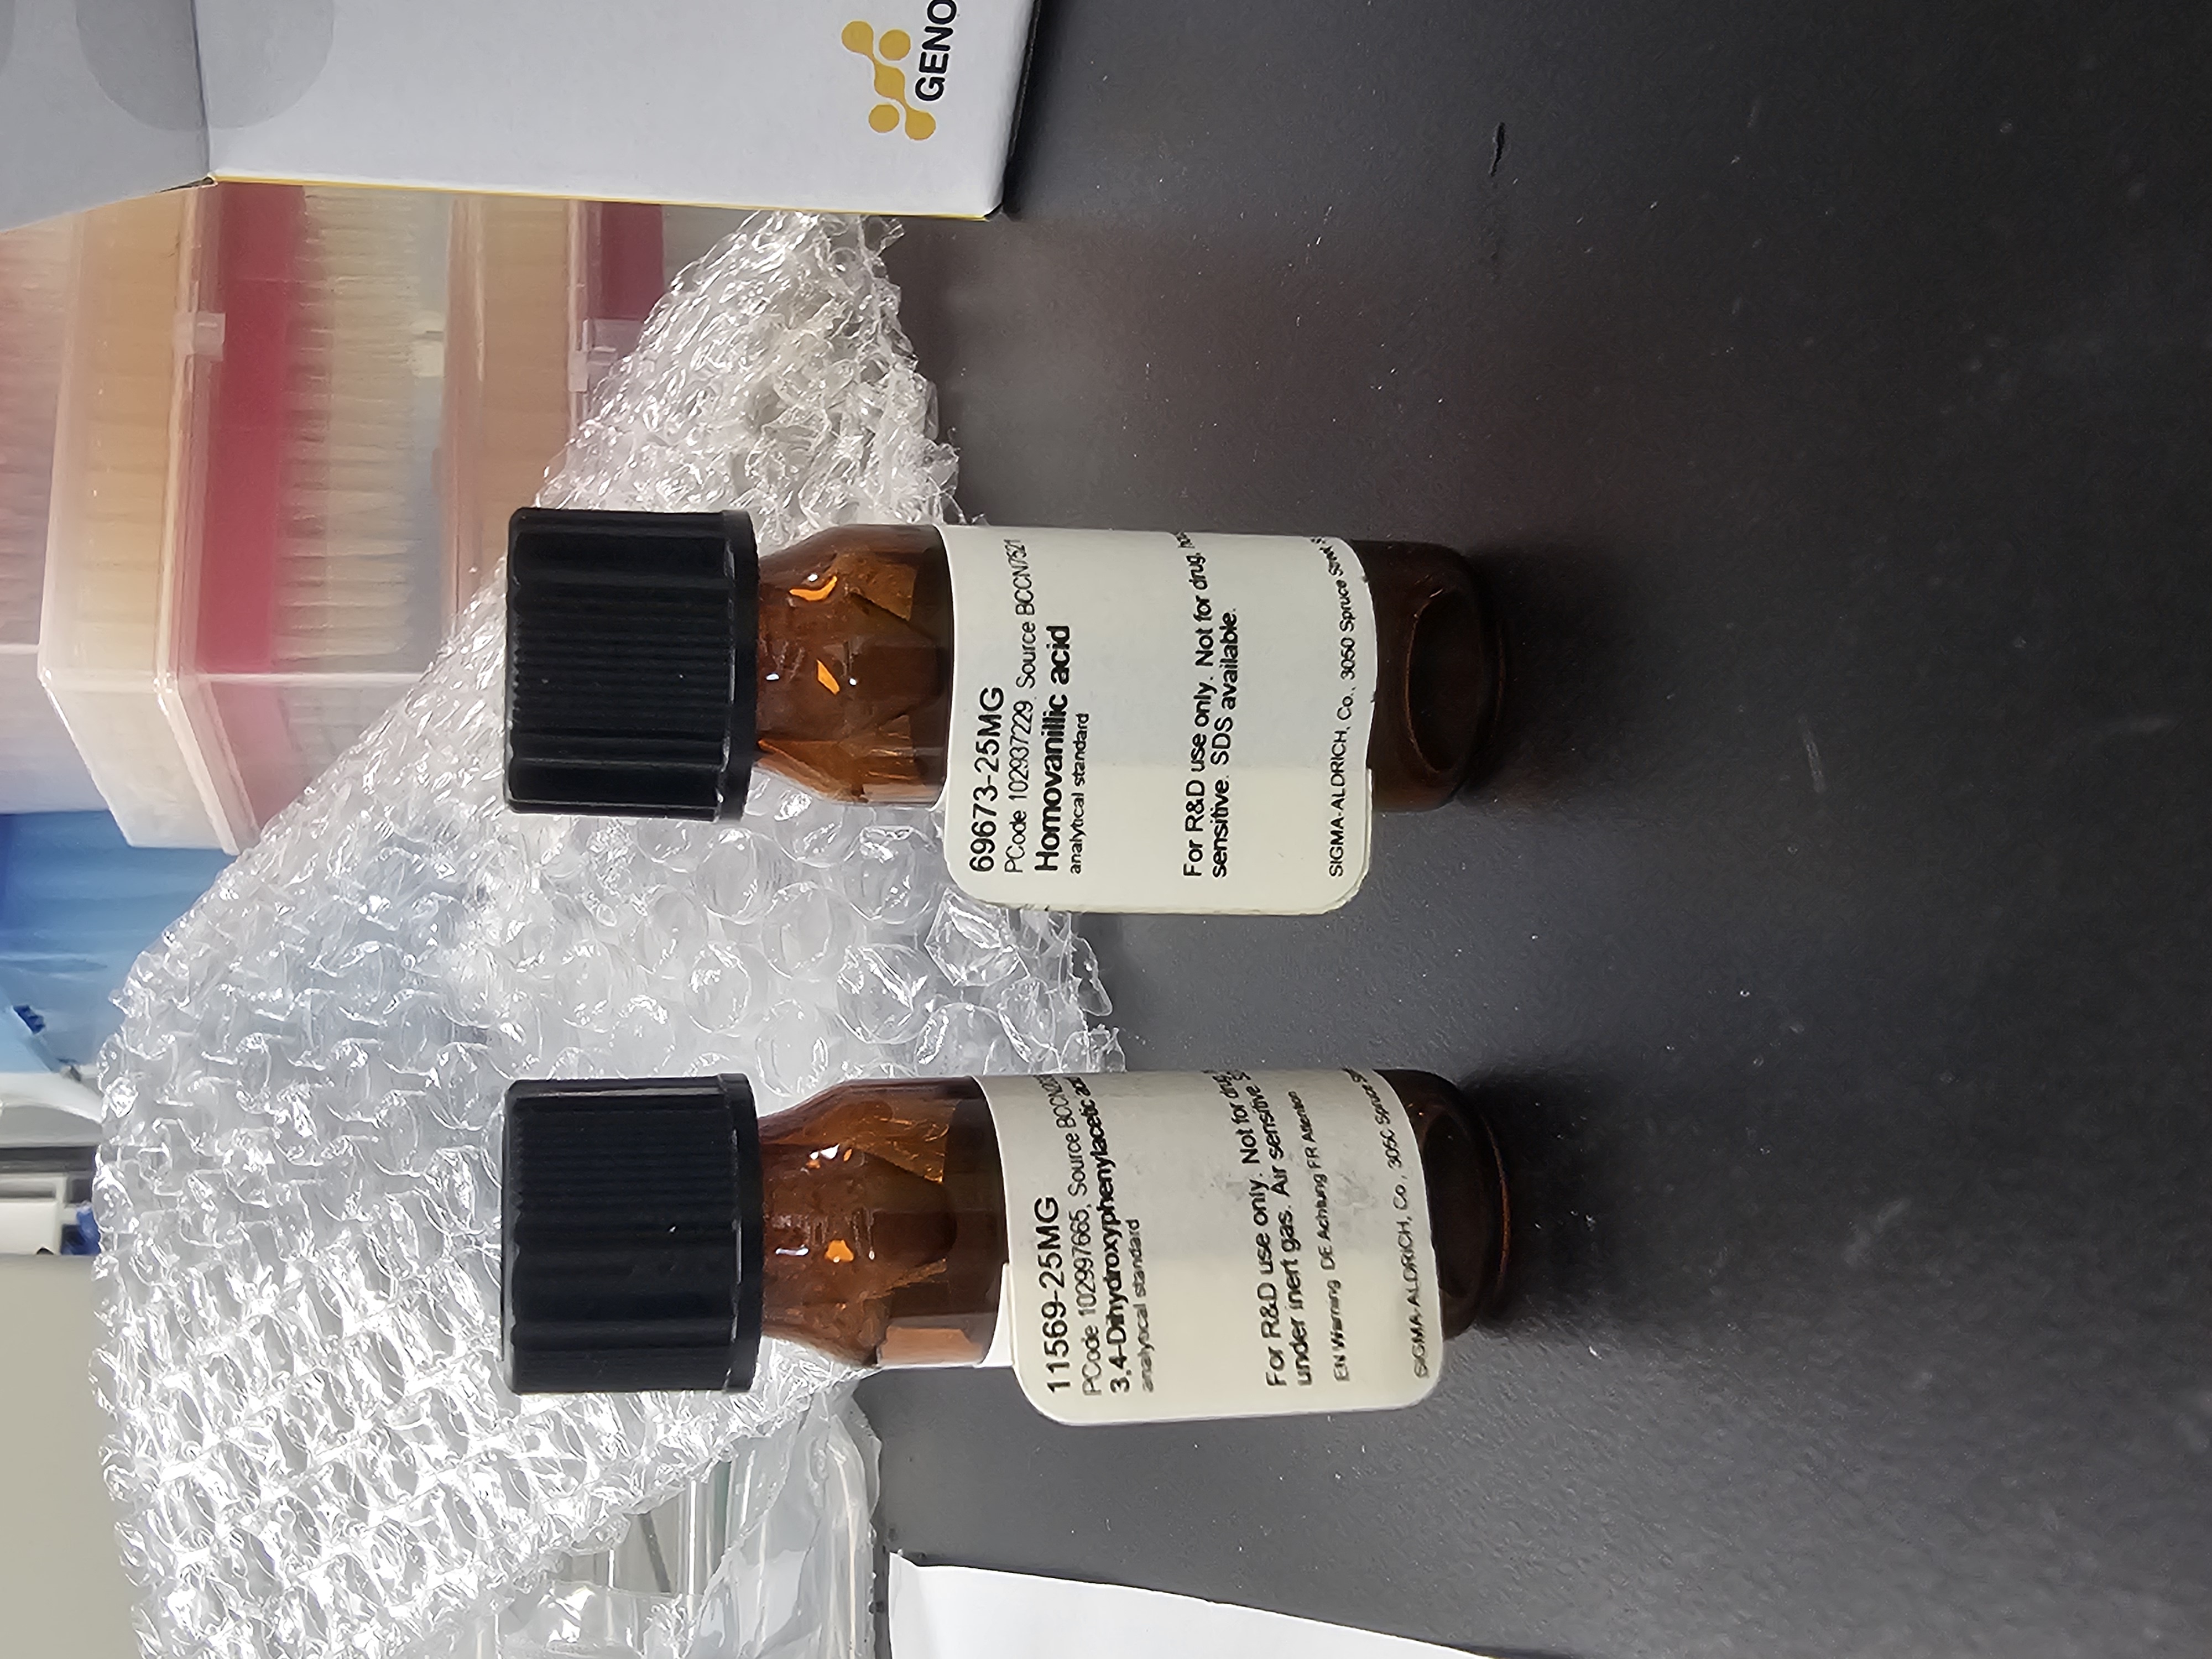 11569-25MG
PCode 102997665, Source
3,4-Dihydroxyphenylacetic acid
analytical standard
For R&D use only. Not for drug,
under inert gas. Air sensitive
EN Warning DE Achtung FR Attention
SIGMA-ALDRICH, Co., 3050 Spruce
69673-25MG
PCode 102937229, Source BCCN7521
Homovanillic acid
analytical standard
For R&D use only. Not for drug,
sensitive. SDS available.
SIGMA-ALDRICH, Co., 3050 Spruce Street
GENO